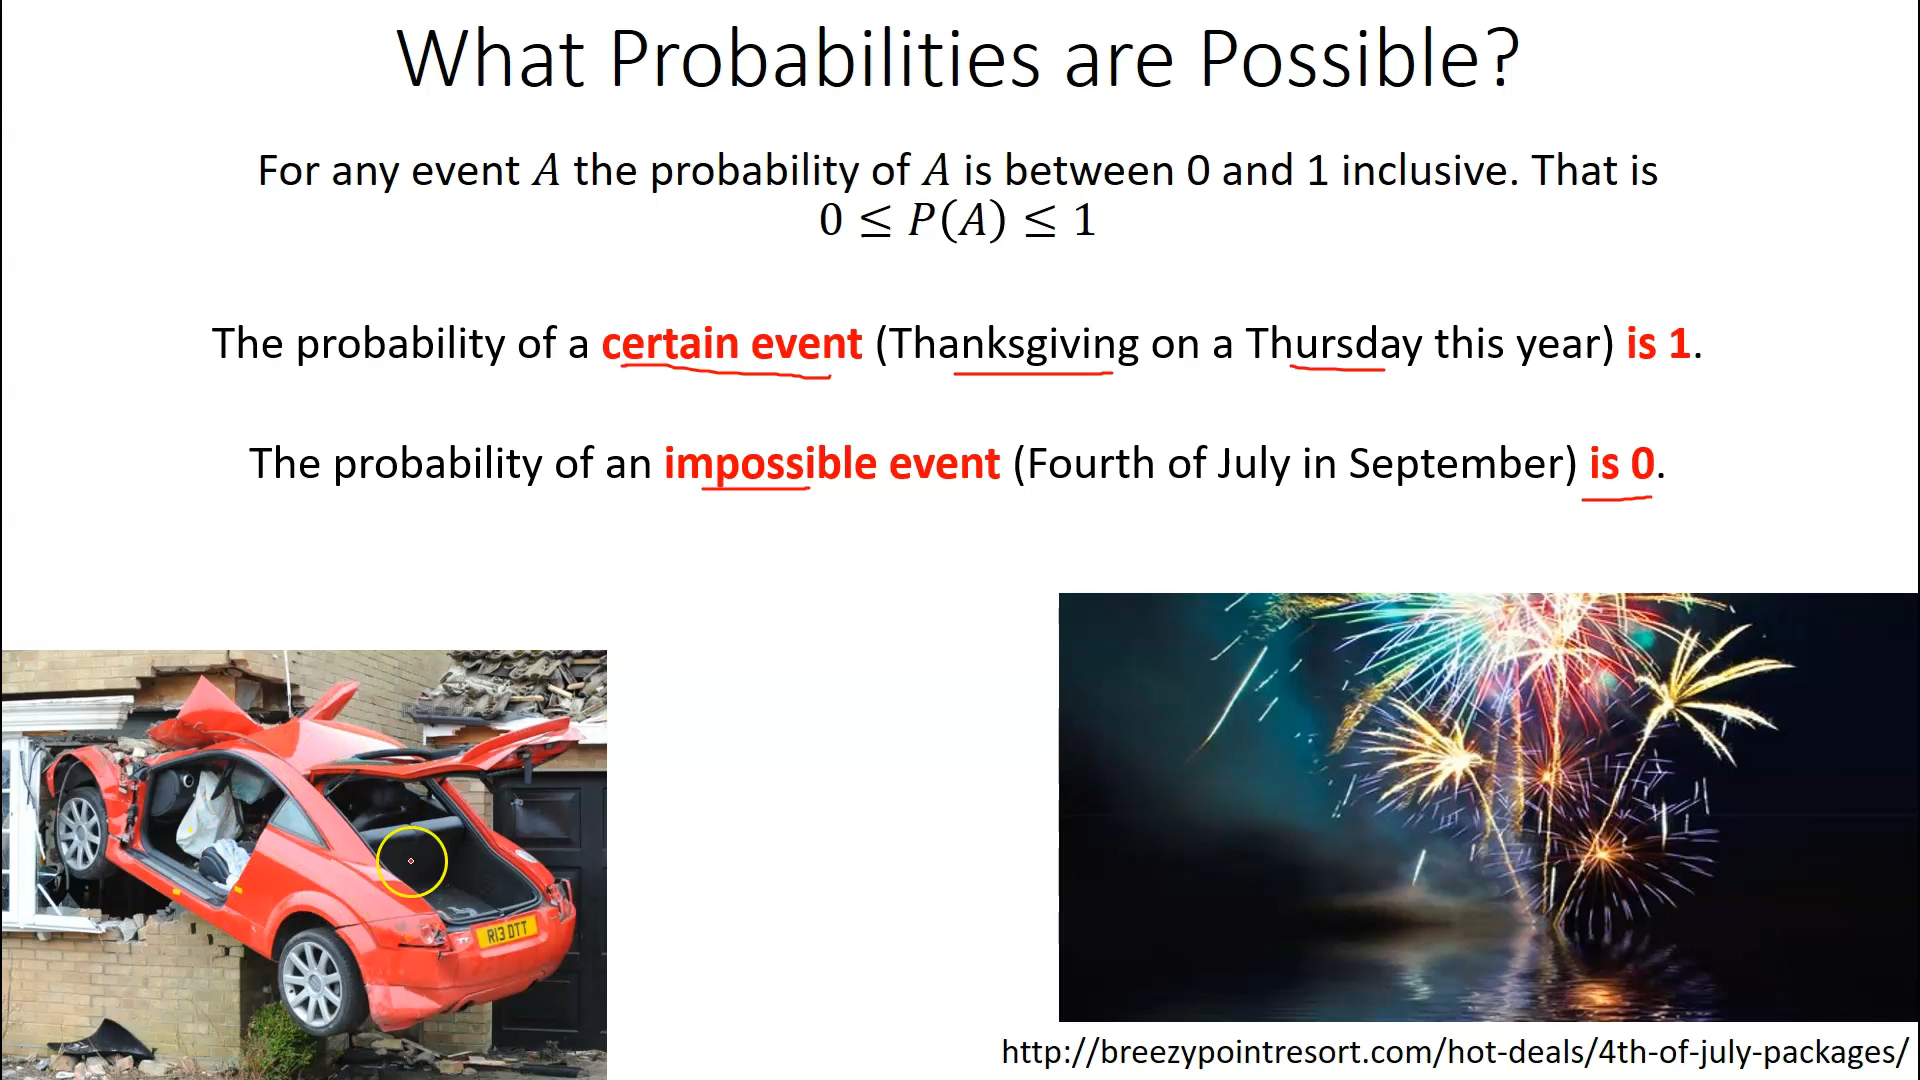 What Probabilities are Possible?
For any event A the probability of A is between 0 and 1 inclusive. That is
0 ≤ P(A) ≤ 1
The probability of a certain event (Thanksgiving on a Thursday this year) is 1.
The probability of an impossible event (Fourth of July in September) is 0.
R13 DTT
http://breezypointresort.com/hot-deals/4th-of-july-packages/